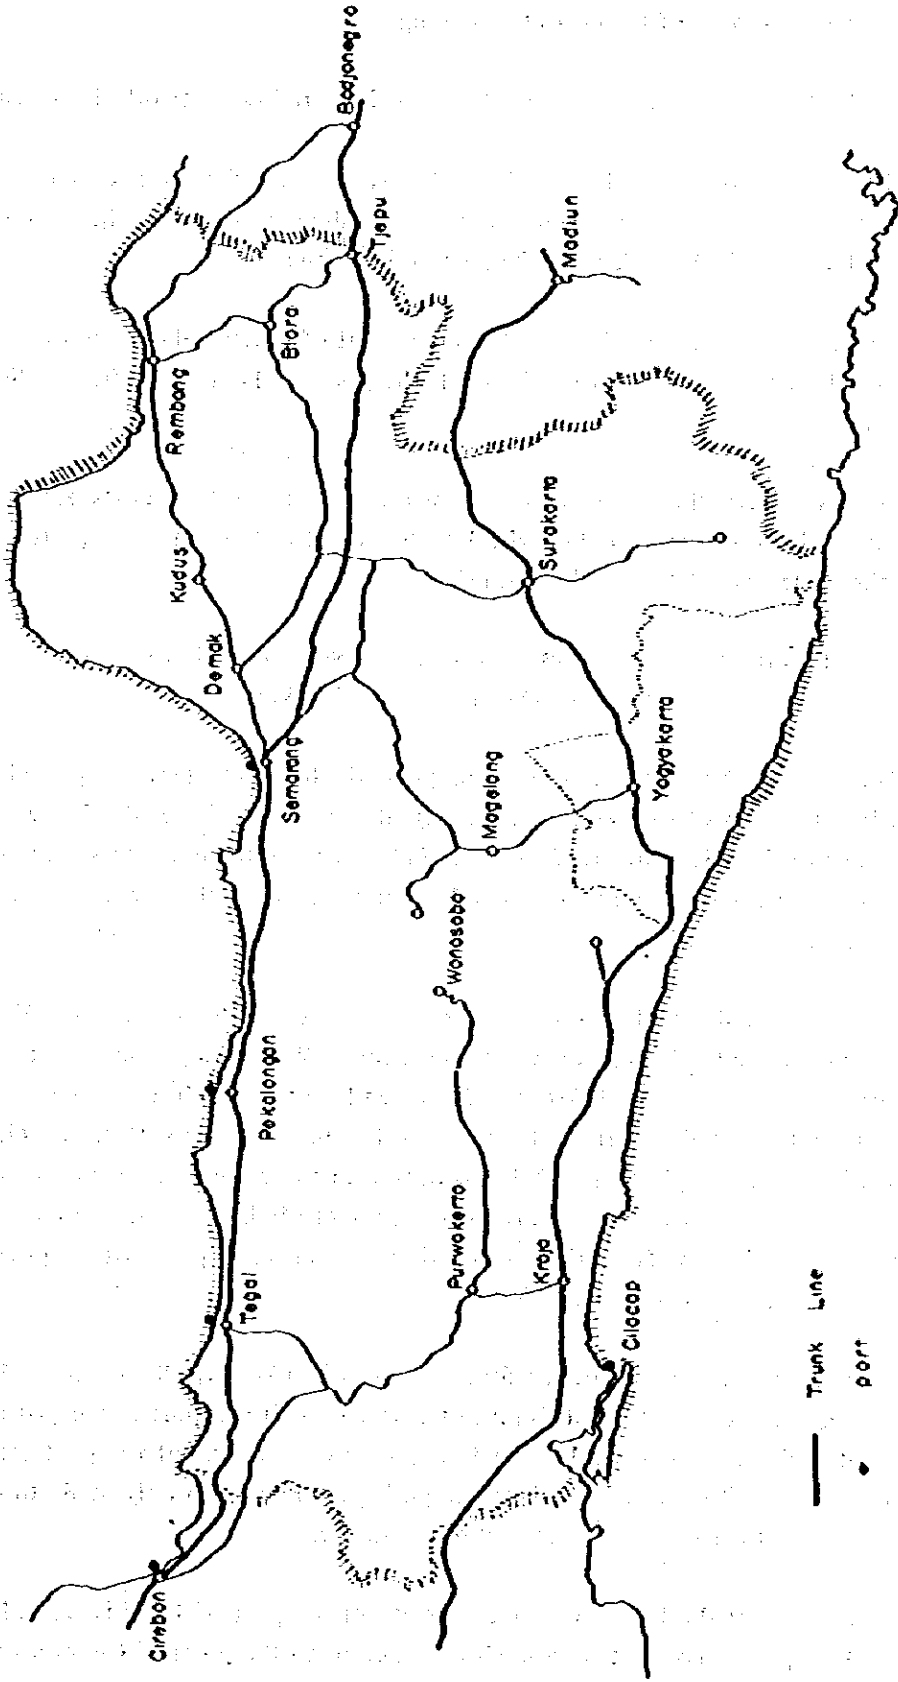 Cirebon
Tegal
Pekalongan
Semarang
Demak
Kudus
Rembang
Blora
Tjepu
Bodjonegro
Purwokerto
Wonosobo
Magelang
Kroja
Cilacap
Yogyakarta
Surakarta
Madiun
Trunk Line
port